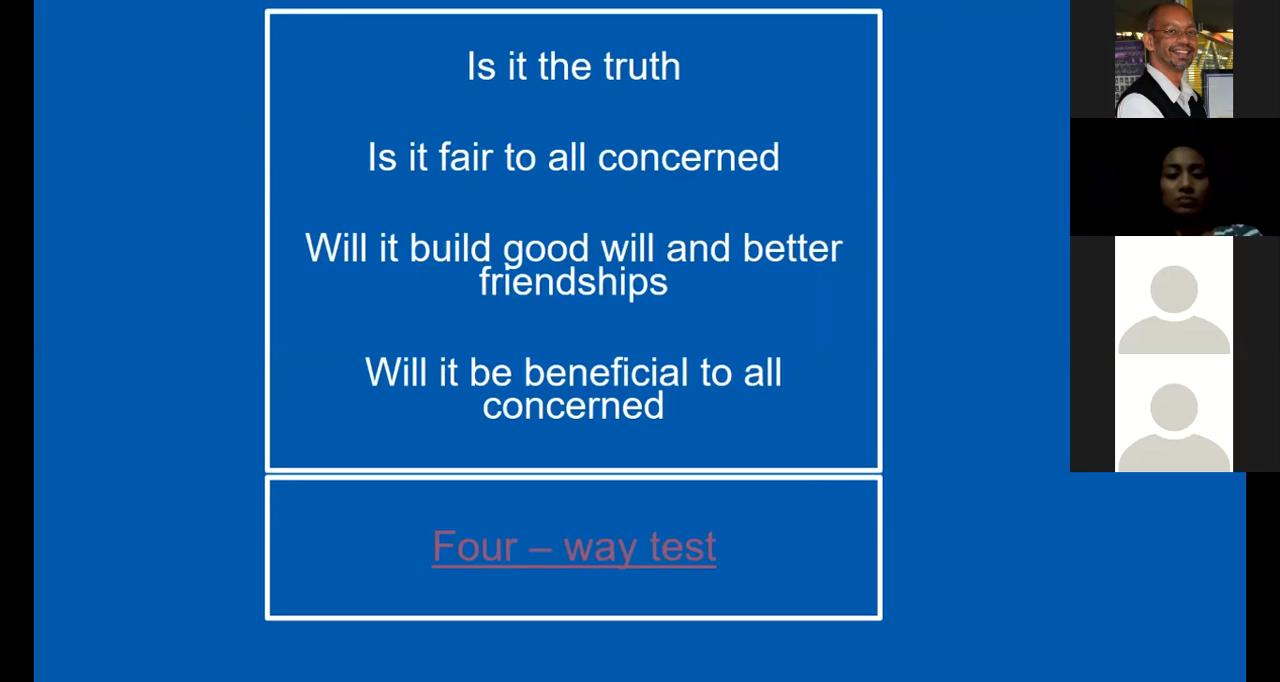 Is it the truth
Is it fair to all concerned
Will it build good will and better
friendships
Will it be beneficial to all
concerned
Four – way test